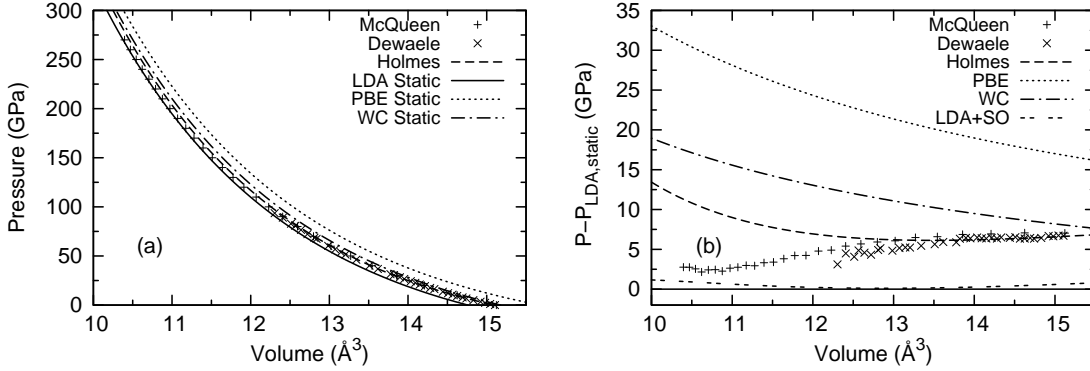 McQueen
Dewaele
Holmes
LDA Static
PBE Static
WC Static
300
250
200
150
100
50
0
Pressure (GPa)
(a)
10 11 12 13 14 15
Volume (Å³)
McQueen
Dewaele
Holmes
PBE
WC
LDA+SO
35
30
25
20
15
10
5
0
P−P_LDA,static (GPa)
(b)
10 11 12 13 14 15
Volume (Å³)